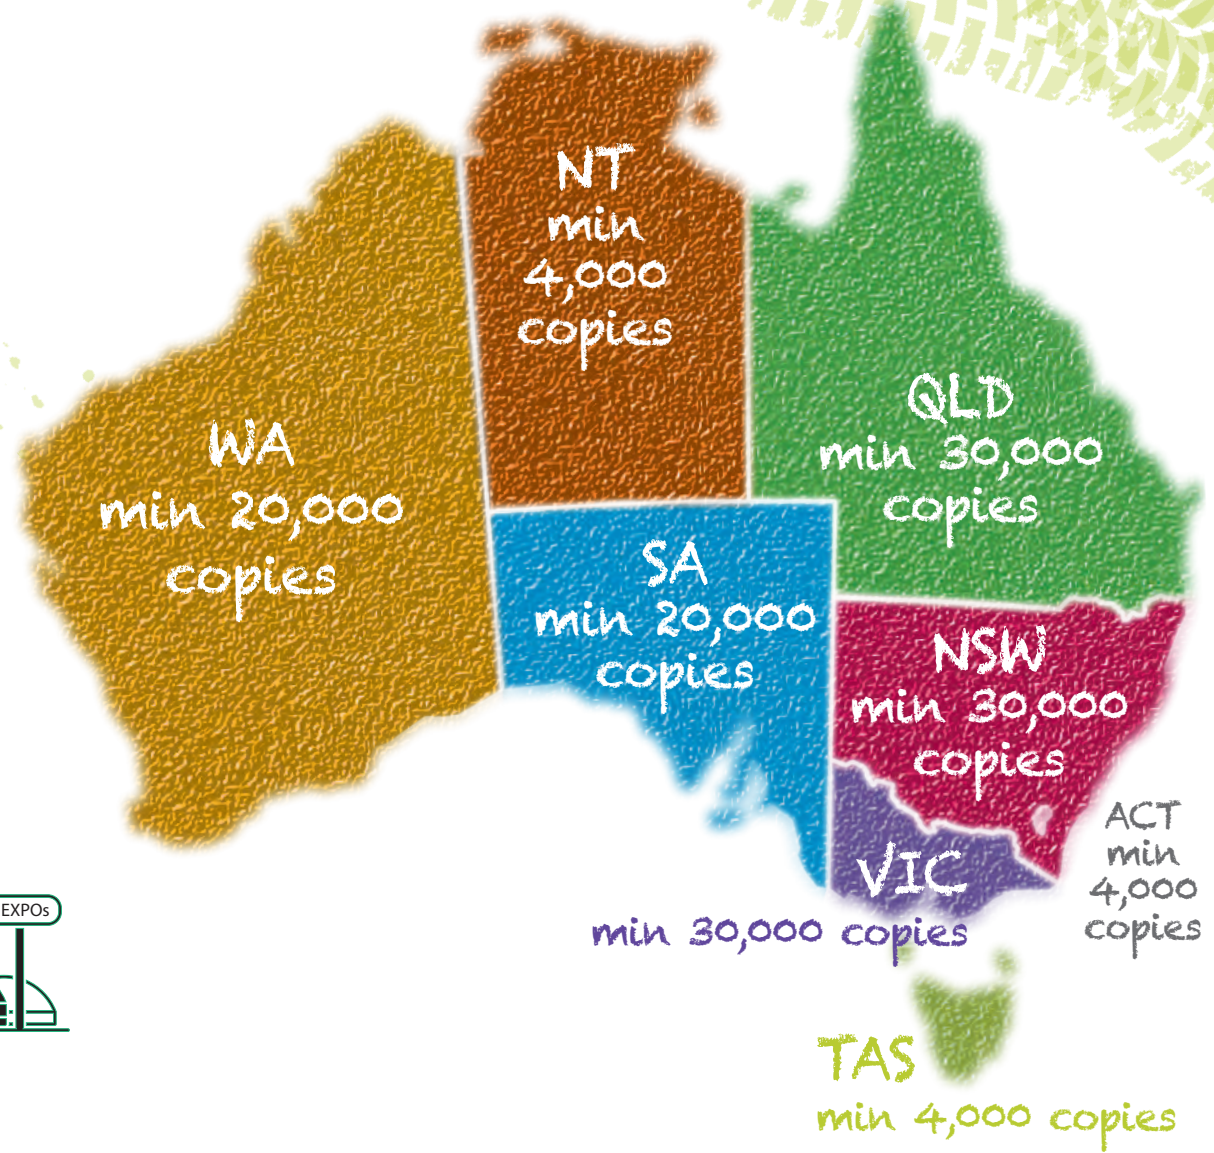 NT
min
4,000
copies
QLD
min 30,000
copies
WA
min 20,000
copies
SA
min 20,000
copies
NSW
min 30,000
copies
ACT
min
4,000
copies
VIC
min 30,000 copies
EXPOs
TAS
min 4,000 copies